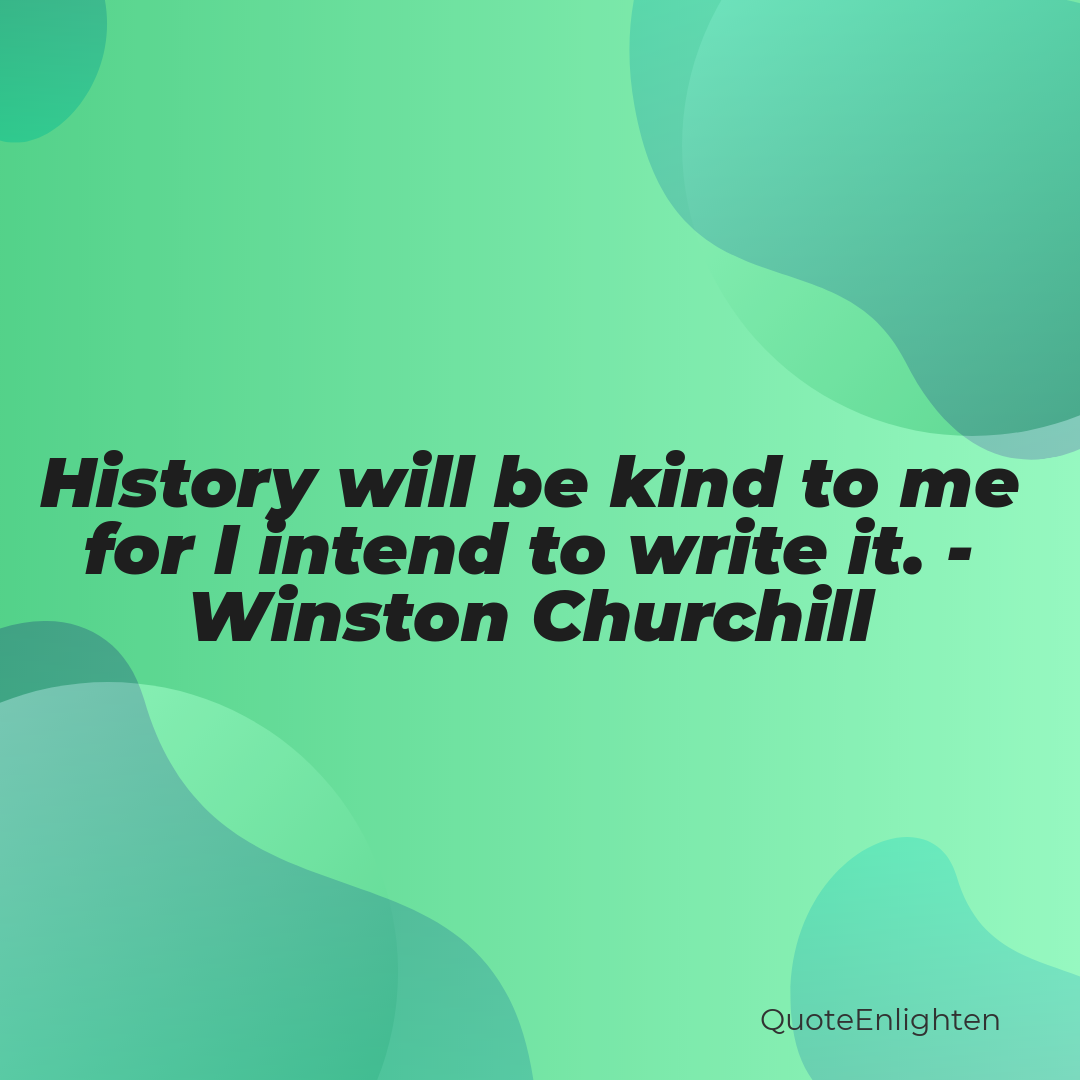 History will be kind to me
for I intend to write it. -
Winston Churchill
QuoteEnlighten